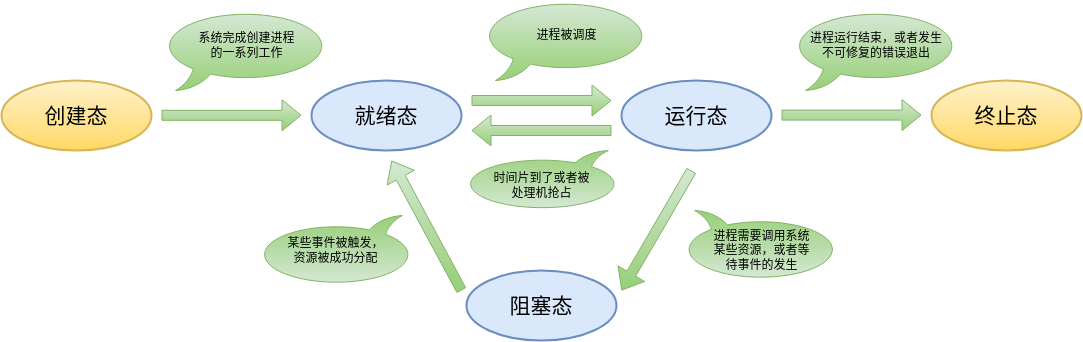 系统完成创建进程
的一系列工作
进程被调度
进程运行结束，或者发生
不可修复的错误退出
创建态
就绪态
运行态
终止态
时间片到了或者被
处理机抢占
某些事件被触发，
资源被成功分配
进程需要调用系统
某些资源，或者等
待事件的发生
阻塞态